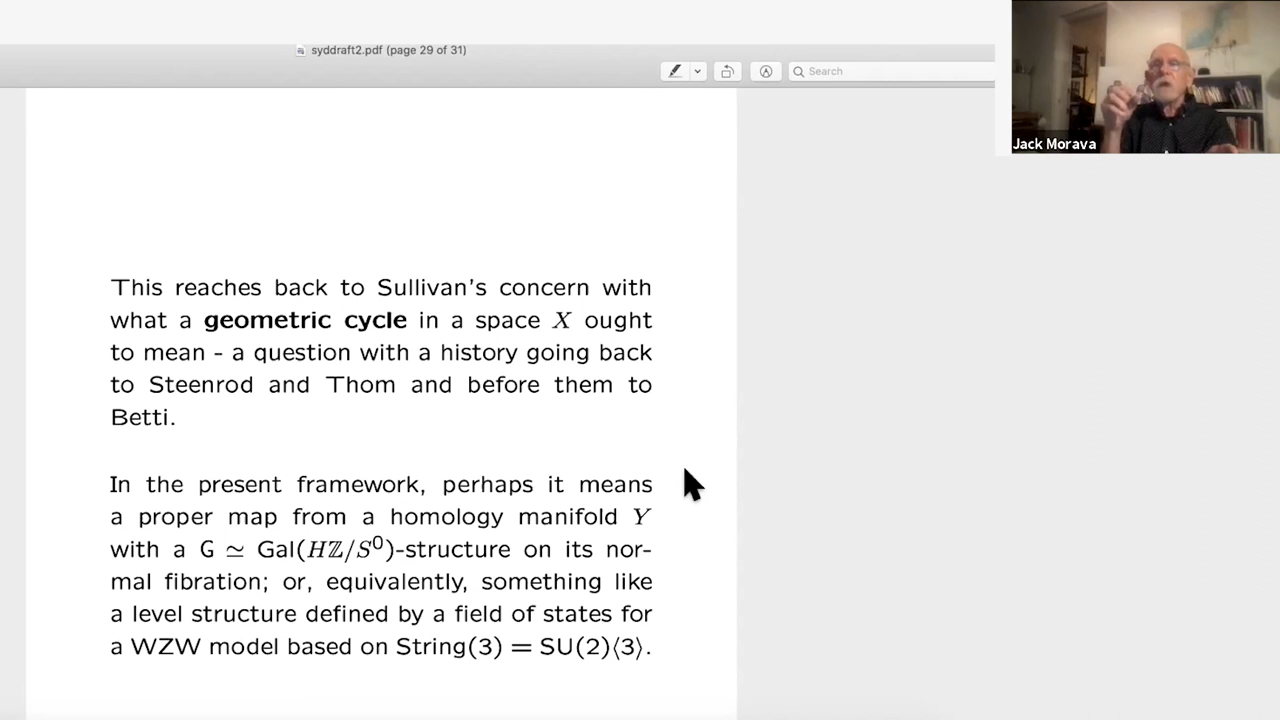 syddraft2.pdf (page 29 of 31)
Search
Jack Morava
This reaches back to Sullivan's concern with
what a geometric cycle in a space X ought
to mean - a question with a history going back
to Steenrod and Thom and before them to
Betti.
In the present framework, perhaps it means
a proper map from a homology manifold Y
with a G ≃ Gal(Hℤ/S⁰)-structure on its nor-
mal fibration; or, equivalently, something like
a level structure defined by a field of states for
a WZW model based on String(3) = SU(2)⟨3⟩.